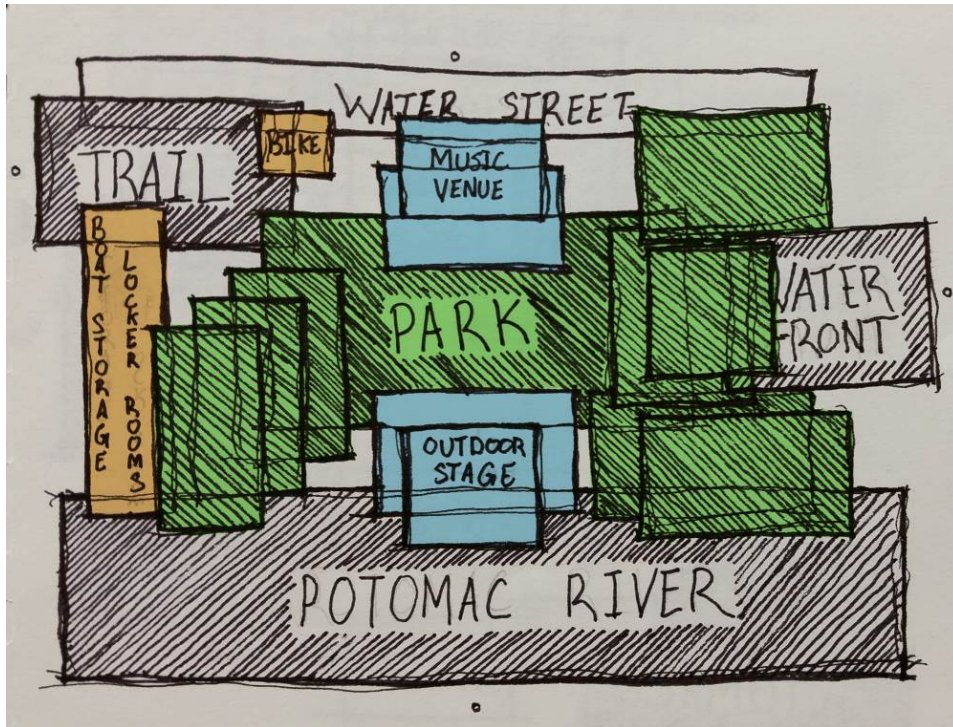 WATER STREET
TRAIL
BIKE
MUSIC
VENUE
BOAT STORAGE
LOCKER ROOMS
PARK
WATER
FRONT
OUTDOOR
STAGE
POTOMAC RIVER